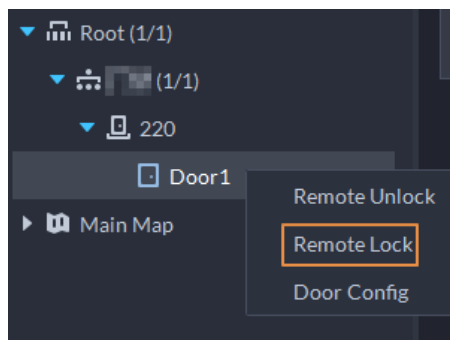 Root (1/1)
(1/1)
220
Door1
Remote Unlock
Main Map
Remote Lock
Door Config